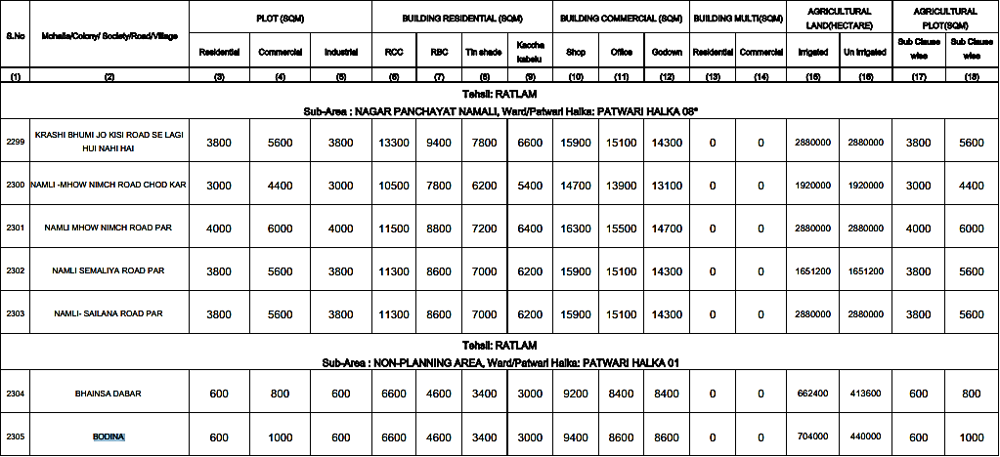 S.No Mohalla/Colony/ Society/Road/Village PLOT (SQM) BUILDING RESIDENTIAL (SQM) BUILDING COMMERCIAL (SQM) BUILDING MULTI(SQM) AGRICULTURAL LAND(HECTARE) AGRICULTURAL PLOT(SQM)
Residential Commercial Industrial RCC RBC Tin shade Kaccha kabelu Shop Office Godown Residential Commercial Irrigated Un Irrigated Sub Clause wise Sub Clause wise
(1) (2) (3) (4) (5) (6) (7) (8) (9) (10) (11) (12) (13) (14) (15) (16) (17) (18)
Tehsil: RATLAM
Sub-Area : NAGAR PANCHAYAT NAMALI, Ward/Patwari Halka: PATWARI HALKA 08*
2299 KRASHI BHUMI JO KISI ROAD SE LAGI HUI NAHI HAI 3800 5600 3800 13300 9400 7800 6600 15900 15100 14300 0 0 2880000 2880000 3800 5600
2300 NAMLI -MHOW NIMCH ROAD CHOD KAR 3000 4400 3000 10500 7800 6200 5400 14700 13900 13100 0 0 1920000 1920000 3000 4400
2301 NAMLI MHOW NIMCH ROAD PAR 4000 6000 4000 11500 8800 7200 6400 16300 15500 14700 0 0 2880000 2880000 4000 6000
2302 NAMLI SEMALIYA ROAD PAR 3800 5600 3800 11300 8600 7000 6200 15900 15100 14300 0 0 1651200 1651200 3800 5600
2303 NAMLI- SAILANA ROAD PAR 3800 5600 3800 11300 8600 7000 6200 15900 15100 14300 0 0 2880000 2880000 3800 5600
Tehsil: RATLAM
Sub-Area : NON-PLANNING AREA, Ward/Patwari Halka: PATWARI HALKA 01
2304 BHAINSA DABAR 600 800 600 6600 4600 3400 3000 9200 8400 8400 0 0 662400 413600 600 800
2305 BODINA 600 1000 600 6600 4600 3400 3000 9400 8600 8600 0 0 704000 440000 600 1000